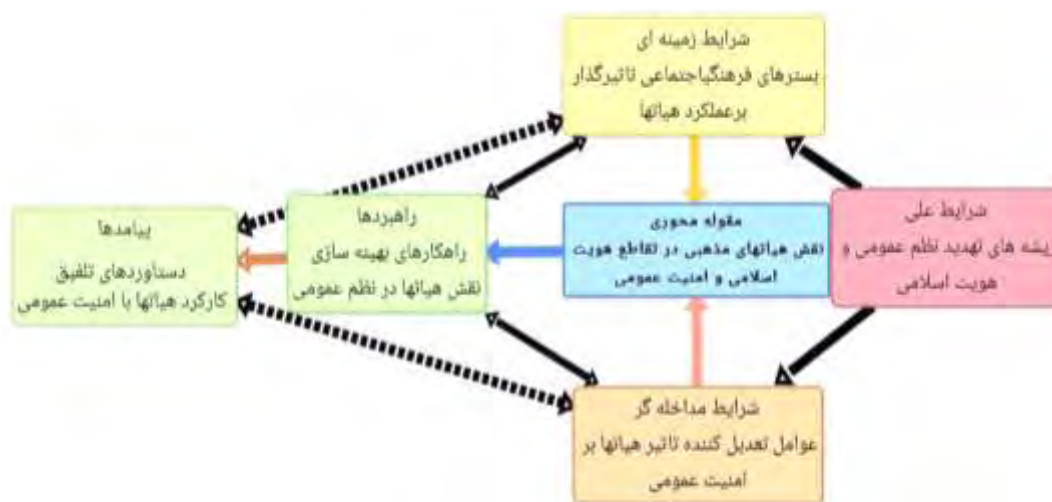 شرایط زمینه ای
بسترهای فرهنگیاجتماعی تاثیرگذار
برعملکرد هیاتها
شرایط علی
ریشه های تهدید نظم عمومی و
هویت اسلامی
مقوله محوری
نقش هیاتهای مذهبی در تقاطع هویت
اسلامی و امنیت عمومی
راهبردها
راهکارهای بهینه سازی
نقش هیاتها در نظم عمومی
پیامدها
دستاوردهای تلفیق
کارکرد هیاتها با امنیت عمومی
شرایط مداخله گر
عوامل تعدیل کننده تاثیر هیاتها بر
امنیت عمومی